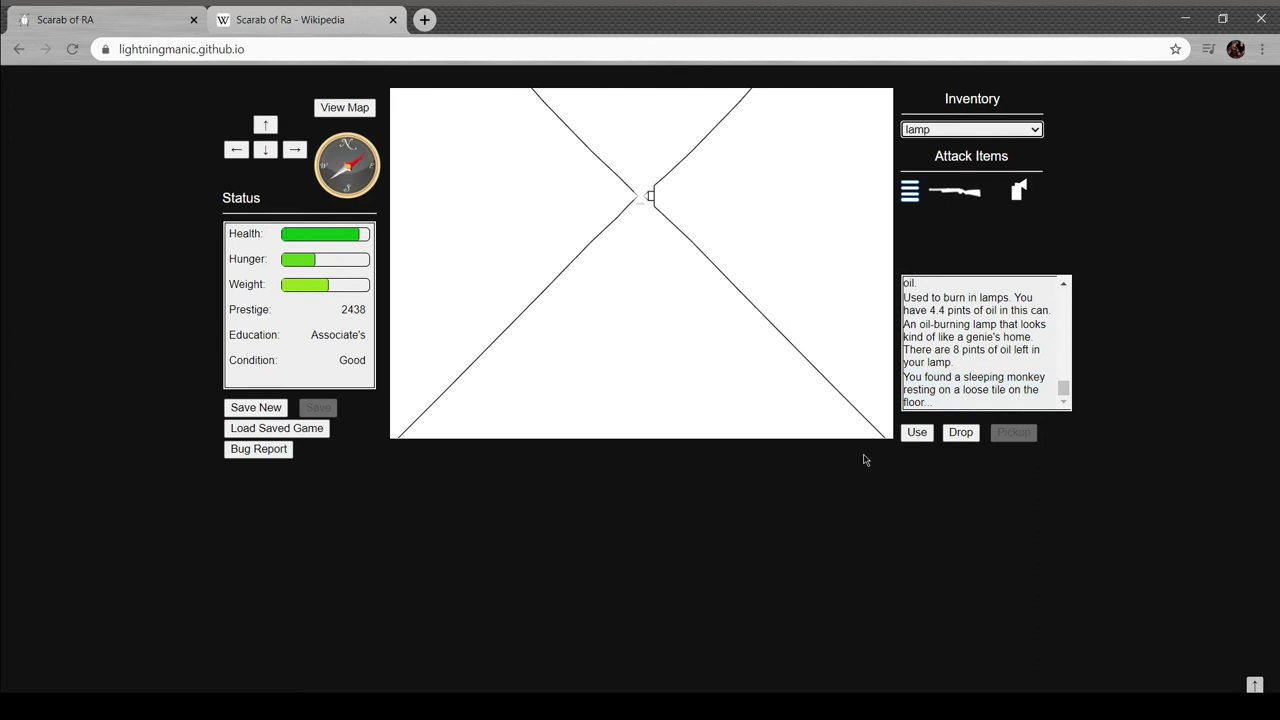 Scarab of RA
Scarab of Ra - Wikipedia
lightningmanic.github.io
View Map
↑
← ↓ →
N
W E
S
Status
Health:
Hunger:
Weight:
Prestige: 2438
Education: Associate's
Condition: Good
Save New Save
Load Saved Game
Bug Report
Inventory
lamp
Attack Items
oil.
Used to burn in lamps. You
have 4.4 pints of oil in this can.
An oil-burning lamp that looks
kind of like a genie's home.
There are 8 pints of oil left in
your lamp.
You found a sleeping monkey
resting on a loose tile on the
floor...
Use Drop Pickup
↑